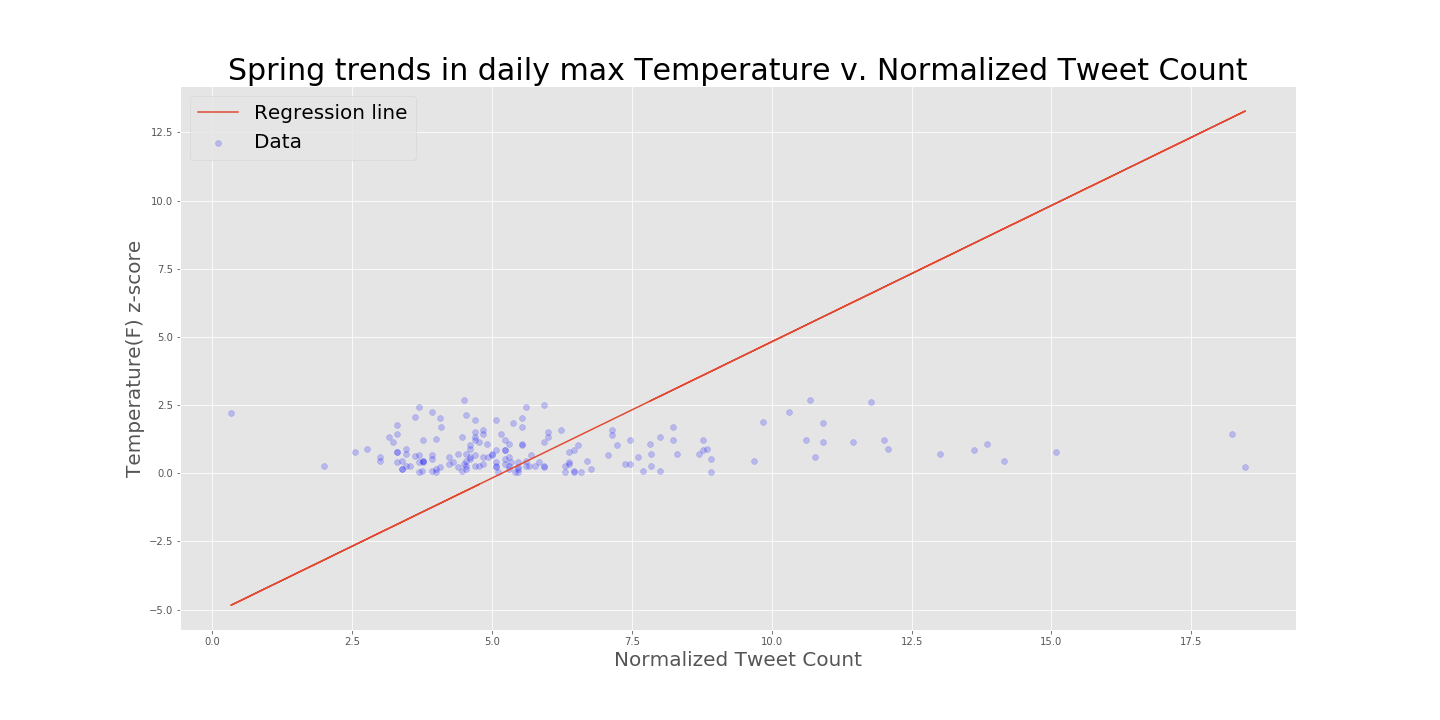 Spring trends in daily max Temperature v. Normalized Tweet Count
Regression line
Data
12.5
10.0
7.5
5.0
2.5
0.0
−2.5
−5.0
Temperature(F) z-score
0.0 2.5 5.0 7.5 10.0 12.5 15.0 17.5
Normalized Tweet Count